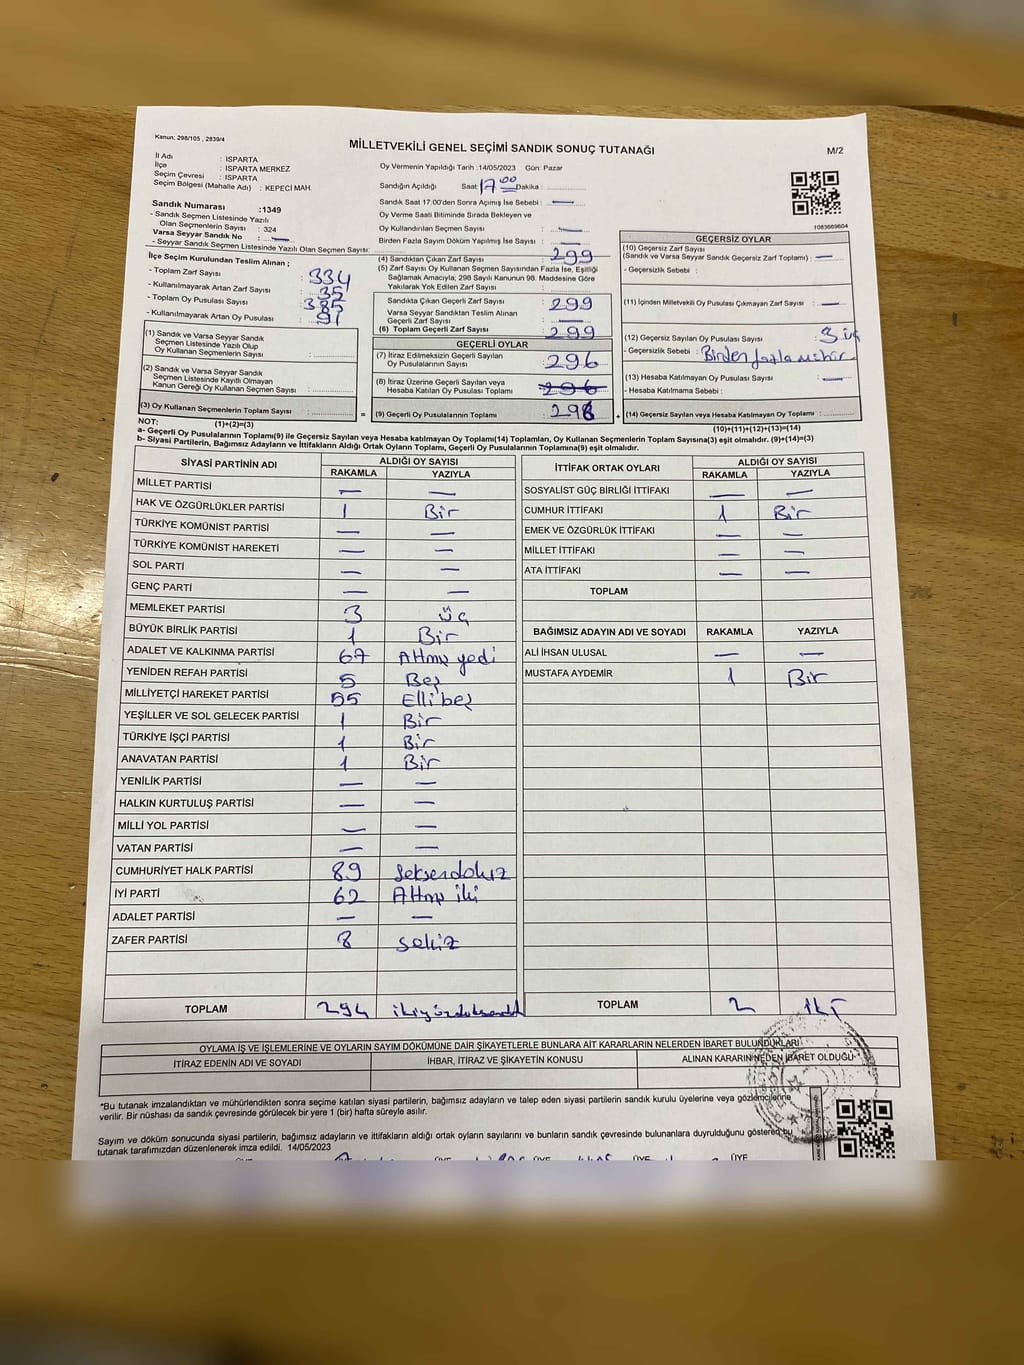 Kanun: 298/105 , 2839/4
MİLLETVEKİLİ GENEL SEÇİMİ SANDIK SONUÇ TUTANAĞI
M/2
İl Adı : ISPARTA
İlçe : ISPARTA MERKEZ
Seçim Çevresi : ISPARTA
Seçim Bölgesi (Mahalle Adı) : KEPECİ MAH.
Sandık Numarası :1349
- Sandık Seçmen Listesinde Yazılı
Olan Seçmenlerin Sayısı : 324
Varsa Seyyar Sandık No : —
- Seyyar Sandık Seçmen Listesinde Yazılı Olan Seçmen Sayısı:
İlçe Seçim Kurulundan Teslim Alınan ;
- Toplam Zarf Sayısı : 334
- Kullanılmayarak Artan Zarf Sayısı : 35
- Toplam Oy Pusulası Sayısı :
- Kullanılmayarak Artan Oy Pusulası : 91
(1) Sandık ve Varsa Seyyar Sandık
Seçmen Listesinde Yazılı Olup
Oy Kullanan Seçmenlerin Sayısı :
(2) Sandık ve Varsa Seyyar Sandık
Seçmen Listesinde Kayıtlı Olmayan
Kanun Gereği Oy Kullanan Seçmen Sayısı :
(3) Oy Kullanan Seçmenlerin Toplam Sayısı :
Oy Vermenin Yapıldığı Tarih : 14/05/2023 Gün: Pazar
Sandığın Açıldığı Saat 17 00 Dakika :
Sandık Saat 17:00'den Sonra Açımış İse Sebebi : —
Oy Verme Saati Bitiminde Sırada Bekleyen ve
Oy Kullandırılan Seçmen Sayısı : —
Birden Fazla Sayım Döküm Yapılmış İse Sayısı : —
(4) Sandıktan Çıkan Zarf Sayısı : 299
(5) Zarf Sayısı Oy Kullanan Seçmen Sayısından Fazla İse, Eşitliği
Sağlamak Amacıyla; 298 Sayılı Kanunun 98. Maddesine Göre
Yakılarak Yok Edilen Zarf Sayısı :
Sandıkta Çıkan Geçerli Zarf Sayısı : 299
Varsa Seyyar Sandıktan Teslim Alınan
Geçerli Zarf Sayısı : —
(6) Toplam Geçerli Zarf Sayısı : 299
GEÇERLİ OYLAR
(7) İtiraz Edilmeksizin Geçerli Sayılan
Oy Pusulalarının Sayısı : 296
(8) İtiraz Üzerine Geçerli Sayılan veya
Hesaba Katılan Oy Pusulası Toplamı : 296
= (9) Geçerli Oy Pusulalarının Toplamı :
1083669604
GEÇERSİZ OYLAR
(10) Geçersiz Zarf Sayısı
(Sandık ve Varsa Seyyar Sandık Geçersiz Zarf Toplamı) : —
- Geçersizlik Sebebi :
(11) İçinden Milletvekili Oy Pusulası Çıkmayan Zarf Sayısı : —
(12) Geçersiz Sayılan Oy Pusulası Sayısı : 3 üç
- Geçersizlik Sebebi : Birden fazla mühür
(13) Hesaba Katılmayan Oy Pusulası Sayısı : —
- Hesaba Katılmama Sebebi :
+ (14) Geçersiz Sayılan veya Hesaba Katılmayan Oy Toplamı :
NOT: (1)+(2)=(3) (10)+(11)+(12)+(13)=(14)
a- Geçerli Oy Pusulalarının Toplamı(9) ile Geçersiz Sayılan veya Hesaba katılmayan Oy Toplamı(14) Toplamları, Oy Kullanan Seçmenlerin Toplam Sayısına(3) eşit olmalıdır. (9)+(14)=(3)
b- Siyasi Partilerin, Bağımsız Adayların ve İttifakların Aldığı Ortak Oyların Toplamı, Geçerli Oy Pusulalarının Toplamına(9) eşit olmalıdır.
SİYASİ PARTİNİN ADI ALDIĞI OY SAYISI
RAKAMLA YAZIYLA
MİLLET PARTİSİ — —
HAK VE ÖZGÜRLÜKLER PARTİSİ 1 Bir
TÜRKİYE KOMÜNİST PARTİSİ — —
TÜRKİYE KOMÜNİST HAREKETİ — —
SOL PARTİ — —
GENÇ PARTİ — —
MEMLEKET PARTİSİ 3 üç
BÜYÜK BİRLİK PARTİSİ 1 Bir
ADALET VE KALKINMA PARTİSİ 67 Altmış yedi
YENİDEN REFAH PARTİSİ 5 Beş
MİLLİYETÇİ HAREKET PARTİSİ 55 Elli beş
YEŞİLLER VE SOL GELECEK PARTİSİ 1 Bir
TÜRKİYE İŞÇİ PARTİSİ 1 Bir
ANAVATAN PARTİSİ 1 Bir
YENİLİK PARTİSİ — —
HALKIN KURTULUŞ PARTİSİ — —
MİLLİ YOL PARTİSİ — —
VATAN PARTİSİ — —
CUMHURİYET HALK PARTİSİ 89 Seksendokuz
İYİ PARTİ 62 Altmış iki
ADALET PARTİSİ — —
ZAFER PARTİSİ 8 sekiz
TOPLAM 294 ikiyüzdoksandört
İTTİFAK ORTAK OYLARI ALDIĞI OY SAYISI
RAKAMLA YAZIYLA
SOSYALİST GÜÇ BİRLİĞİ İTTİFAKI — —
CUMHUR İTTİFAKI 1 Bir
EMEK VE ÖZGÜRLÜK İTTİFAKI — —
MİLLET İTTİFAKI — —
ATA İTTİFAKI — —
TOPLAM
BAĞIMSIZ ADAYIN ADI VE SOYADI RAKAMLA YAZIYLA
ALİ İHSAN ULUSAL — —
MUSTAFA AYDEMİR 1 Bir
TOPLAM 2 İKİ
OYLAMA İŞ VE İŞLEMLERİNE VE OYLARIN SAYIM DÖKÜMÜNE DAİR ŞİKAYETLERLE BUNLARA AİT KARARLARIN NELERDEN İBARET BULUNDUKLARI
İTİRAZ EDENİN ADI VE SOYADI İHBAR, İTİRAZ VE ŞİKAYETİN KONUSU ALINAN KARARIN NEDEN İBARET OLDUĞU
*Bu tutanak imzalandıktan ve mühürlendikten sonra seçime katılan siyasi partilerin, bağımsız adayların ve talep eden siyasi partilerin sandık kurulu üyelerine veya gözlemcilerine
verilir. Bir nüshası da sandık çevresinde görülecek bir yere 1 (bir) hafta süreyle asılır.
Sayım ve döküm sonucunda siyasi partilerin, bağımsız adayların ve ittifakların aldığı ortak oyların sayılarını ve bunların sandık çevresinde bulunanlara duyrulduğunu gösteren bu
tutanak tarafımızdan düzenlenerek imza edildi. 14/05/2023
ÜYE ÜYE ÜYE ÜYE